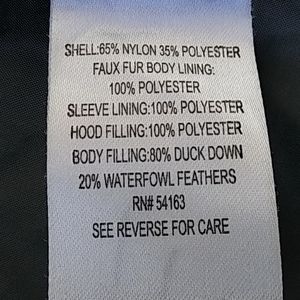 SHELL:65% NYLON 35% POLYESTER
FAUX FUR BODY LINING:
100% POLYESTER
SLEEVE LINING:100% POLYESTER
HOOD FILLING:100% POLYESTER
BODY FILLING:80% DUCK DOWN
20% WATERFOWL FEATHERS
RN# 54163
SEE REVERSE FOR CARE